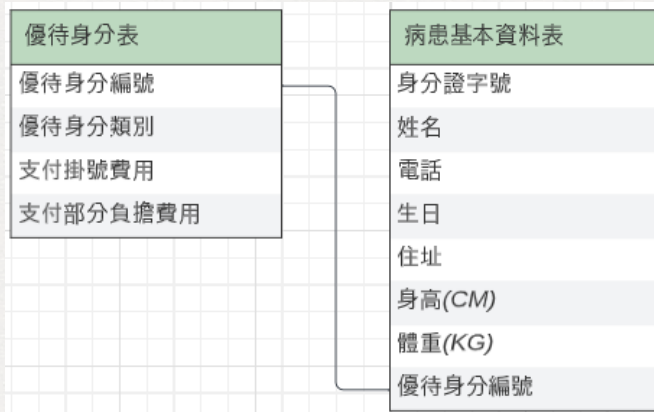 優待身分表
優待身分編號
優待身分類別
支付掛號費用
支付部分負擔費用
病患基本資料表
身分證字號
姓名
電話
生日
住址
身高(CM)
體重(KG)
優待身分編號